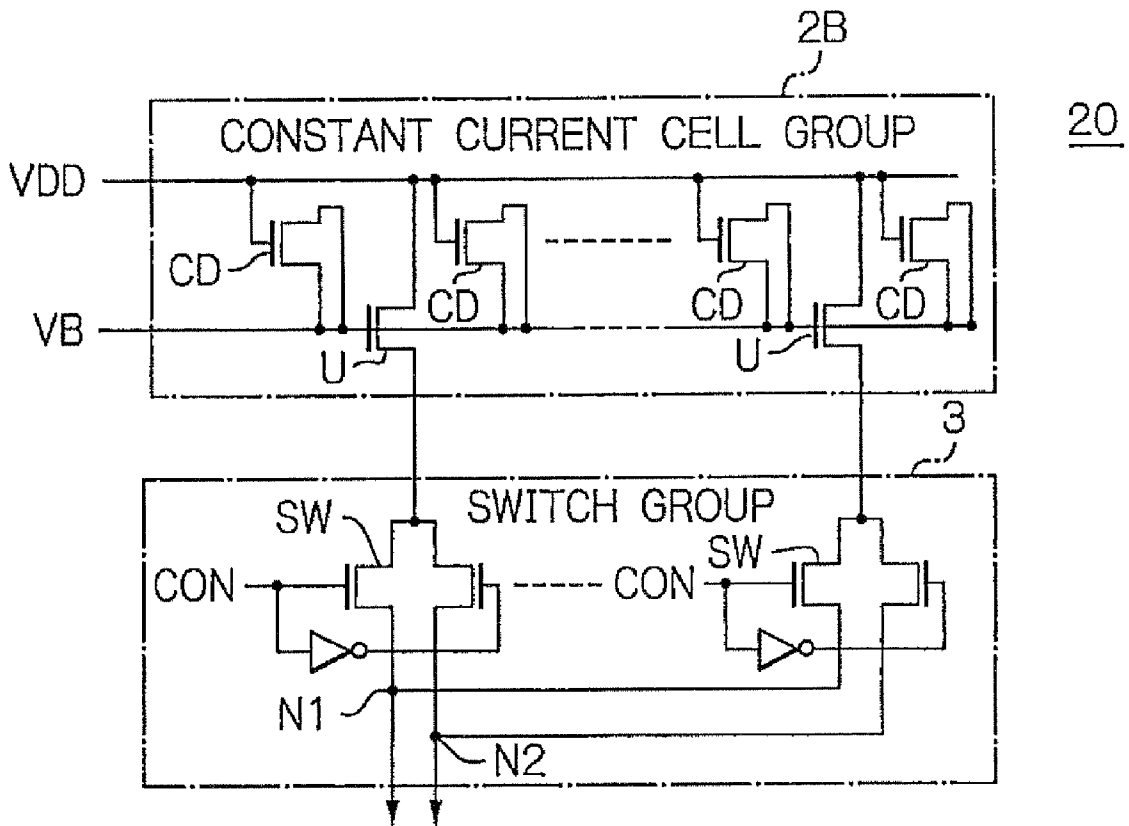 2B
20
CONSTANT CURRENT CELL GROUP
VDD
CD
CD
CD
CD
VB
U
U
3
SWITCH GROUP
SW
SW
CON
CON
N1
N2